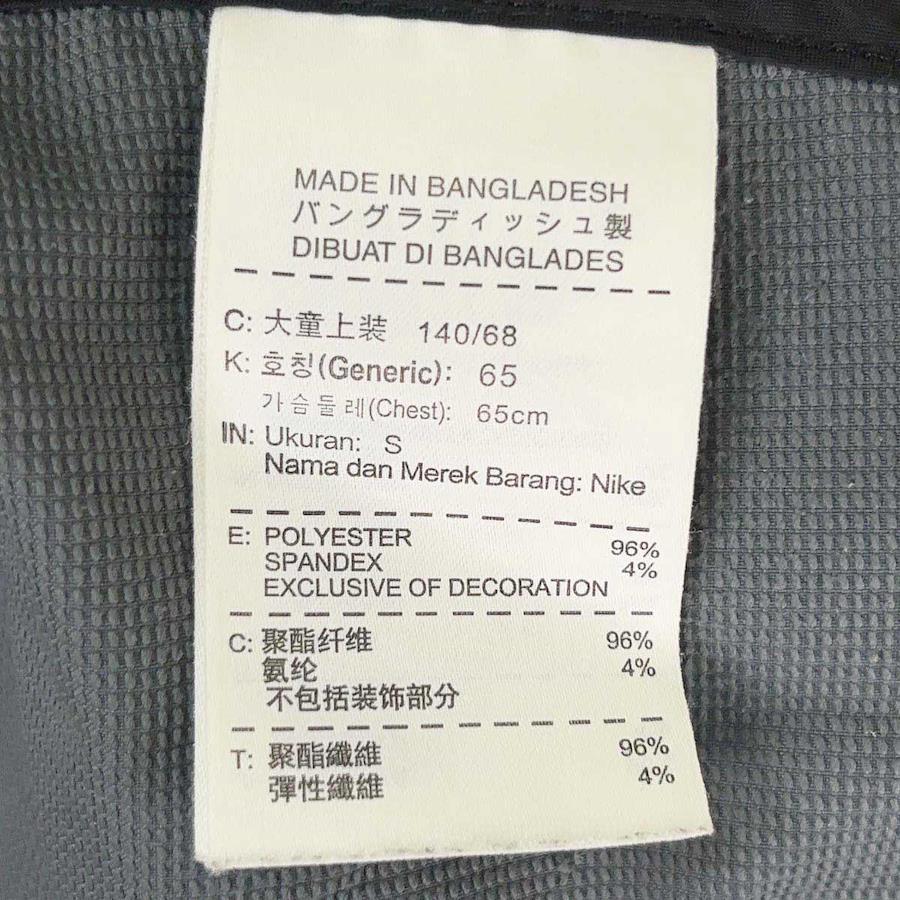 MADE IN BANGLADESH
バングラディッシュ製
DIBUAT DI BANGLADES
C: 大童上装 140/68
K: 호칭(Generic): 65
가슴둘레(Chest): 65cm
IN: Ukuran: S
Nama dan Merek Barang: Nike
E: POLYESTER 96%
SPANDEX 4%
EXCLUSIVE OF DECORATION
C: 聚酯纤维 96%
氨纶 4%
不包括装饰部分
T: 聚酯纖維 96%
彈性纖維 4%